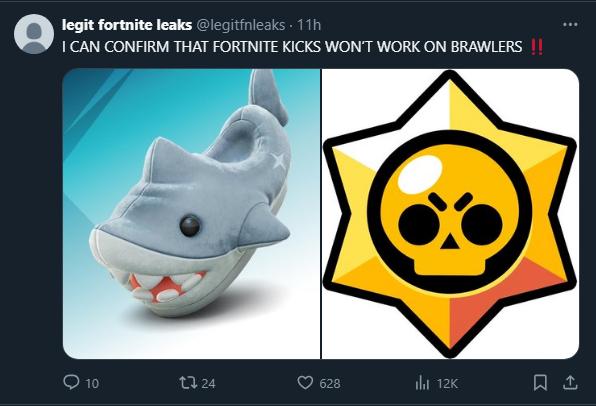 legit fortnite leaks @legitfnleaks · 11h
I CAN CONFIRM THAT FORTNITE KICKS WON'T WORK ON BRAWLERS ‼️
10 24 628 12K